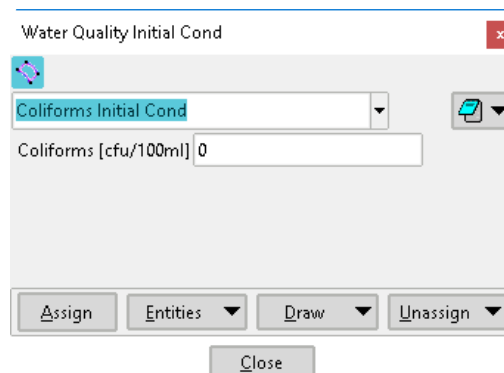 Water Quality Initial Cond
x
Coliforms Initial Cond
Coliforms [cfu/100ml] 0
Assign Entities Draw Unassign
Close